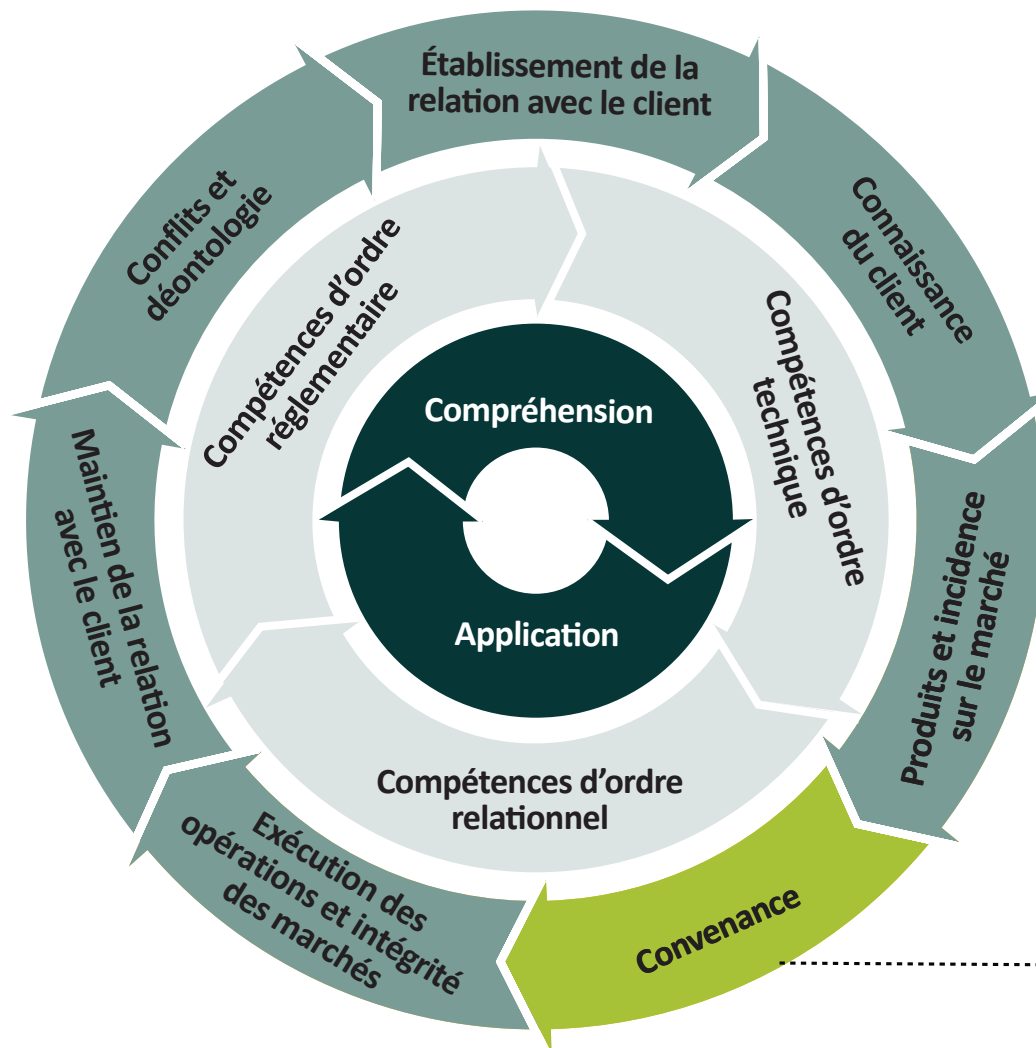 Établissement de la
relation avec le client
Connaissance
du client
Produits et incidence
sur le marché
Convenance
Exécution des
opérations et intégrité
des marchés
Maintien de la relation
avec le client
Conflits et
déontologie
Compétences d’ordre
réglementaire
Compétences d’ordre
technique
Compétences d’ordre
relationnel
Compréhension
Application